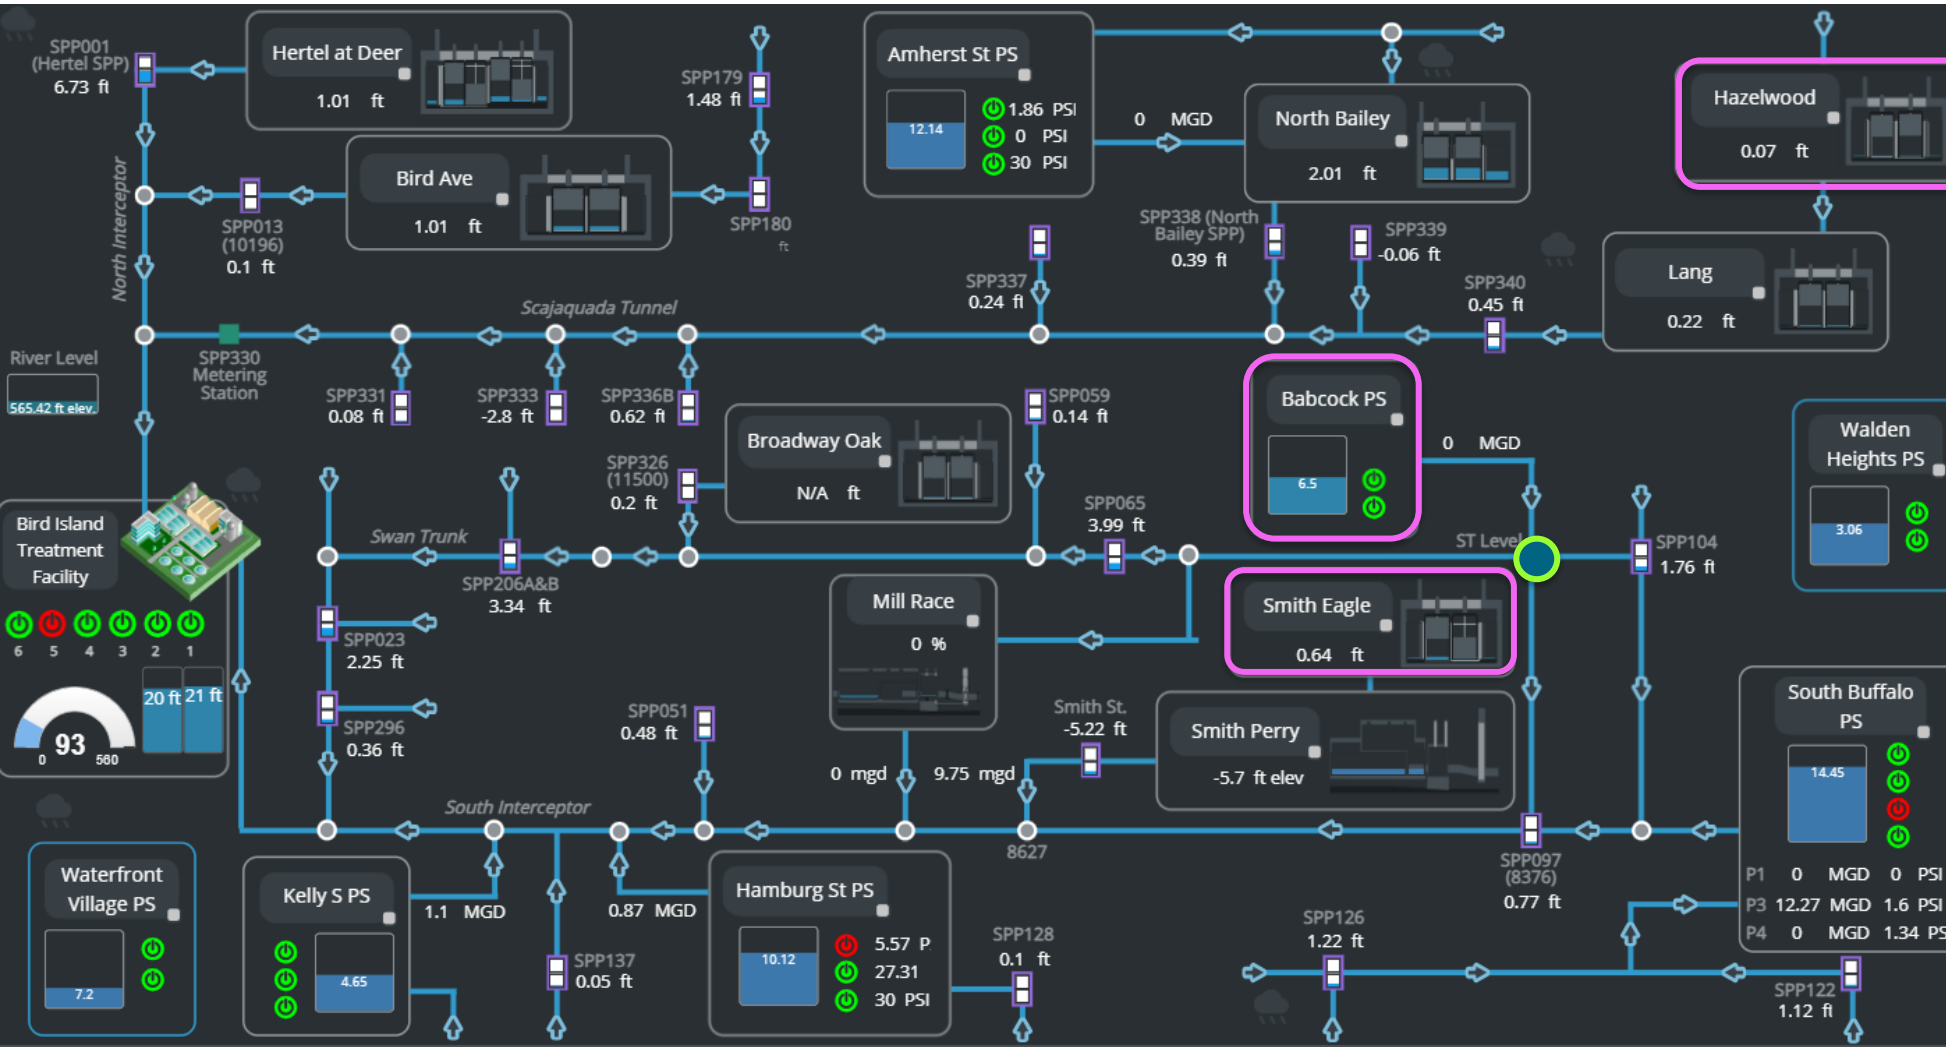 SPP001
(Hertel SPP)
6.73 ft
Hertel at Deer
1.01 ft
SPP179
1.48 ft
Amherst St PS
12.14
1.86 PSI
0 PSI
30 PSI
0 MGD
North Bailey
2.01 ft
Hazelwood
0.07 ft
North Interceptor
SPP013
(10196)
0.1 ft
Bird Ave
1.01 ft
SPP180
ft
SPP338 (North
Bailey SPP)
0.39 ft
SPP339
-0.06 ft
SPP337
0.24 ft
SPP340
0.45 ft
Lang
0.22 ft
Scajaquada Tunnel
River Level
565.42 ft elev.
SPP330
Metering
Station
SPP331
0.08 ft
SPP333
-2.8 ft
SPP336B
0.62 ft
SPP059
0.14 ft
Babcock PS
6.5
0 MGD
Walden
Heights PS
3.06
Broadway Oak
N/A ft
SPP326
(11500)
0.2 ft
SPP065
3.99 ft
ST Level
SPP104
1.76 ft
Bird Island
Treatment
Facility
6 5 4 3 2 1
93
0 560
20 ft 21 ft
Swan Trunk
SPP206A&B
3.34 ft
SPP023
2.25 ft
SPP296
0.36 ft
Mill Race
0 %
Smith Eagle
0.64 ft
Smith St.
-5.22 ft
Smith Perry
-5.7 ft elev
South Buffalo
PS
14.45
P1 0 MGD 0 PSI
P3 12.27 MGD 1.6 PSI
P4 0 MGD 1.34 PS
SPP051
0.48 ft
0 mgd
9.75 mgd
South Interceptor
8627
SPP097
(8376)
0.77 ft
Waterfront
Village PS
7.2
Kelly S PS
4.65
1.1 MGD
0.87 MGD
Hamburg St PS
10.12
5.57 P
27.31
30 PSI
SPP137
0.05 ft
SPP128
0.1 ft
SPP126
1.22 ft
SPP122
1.12 ft